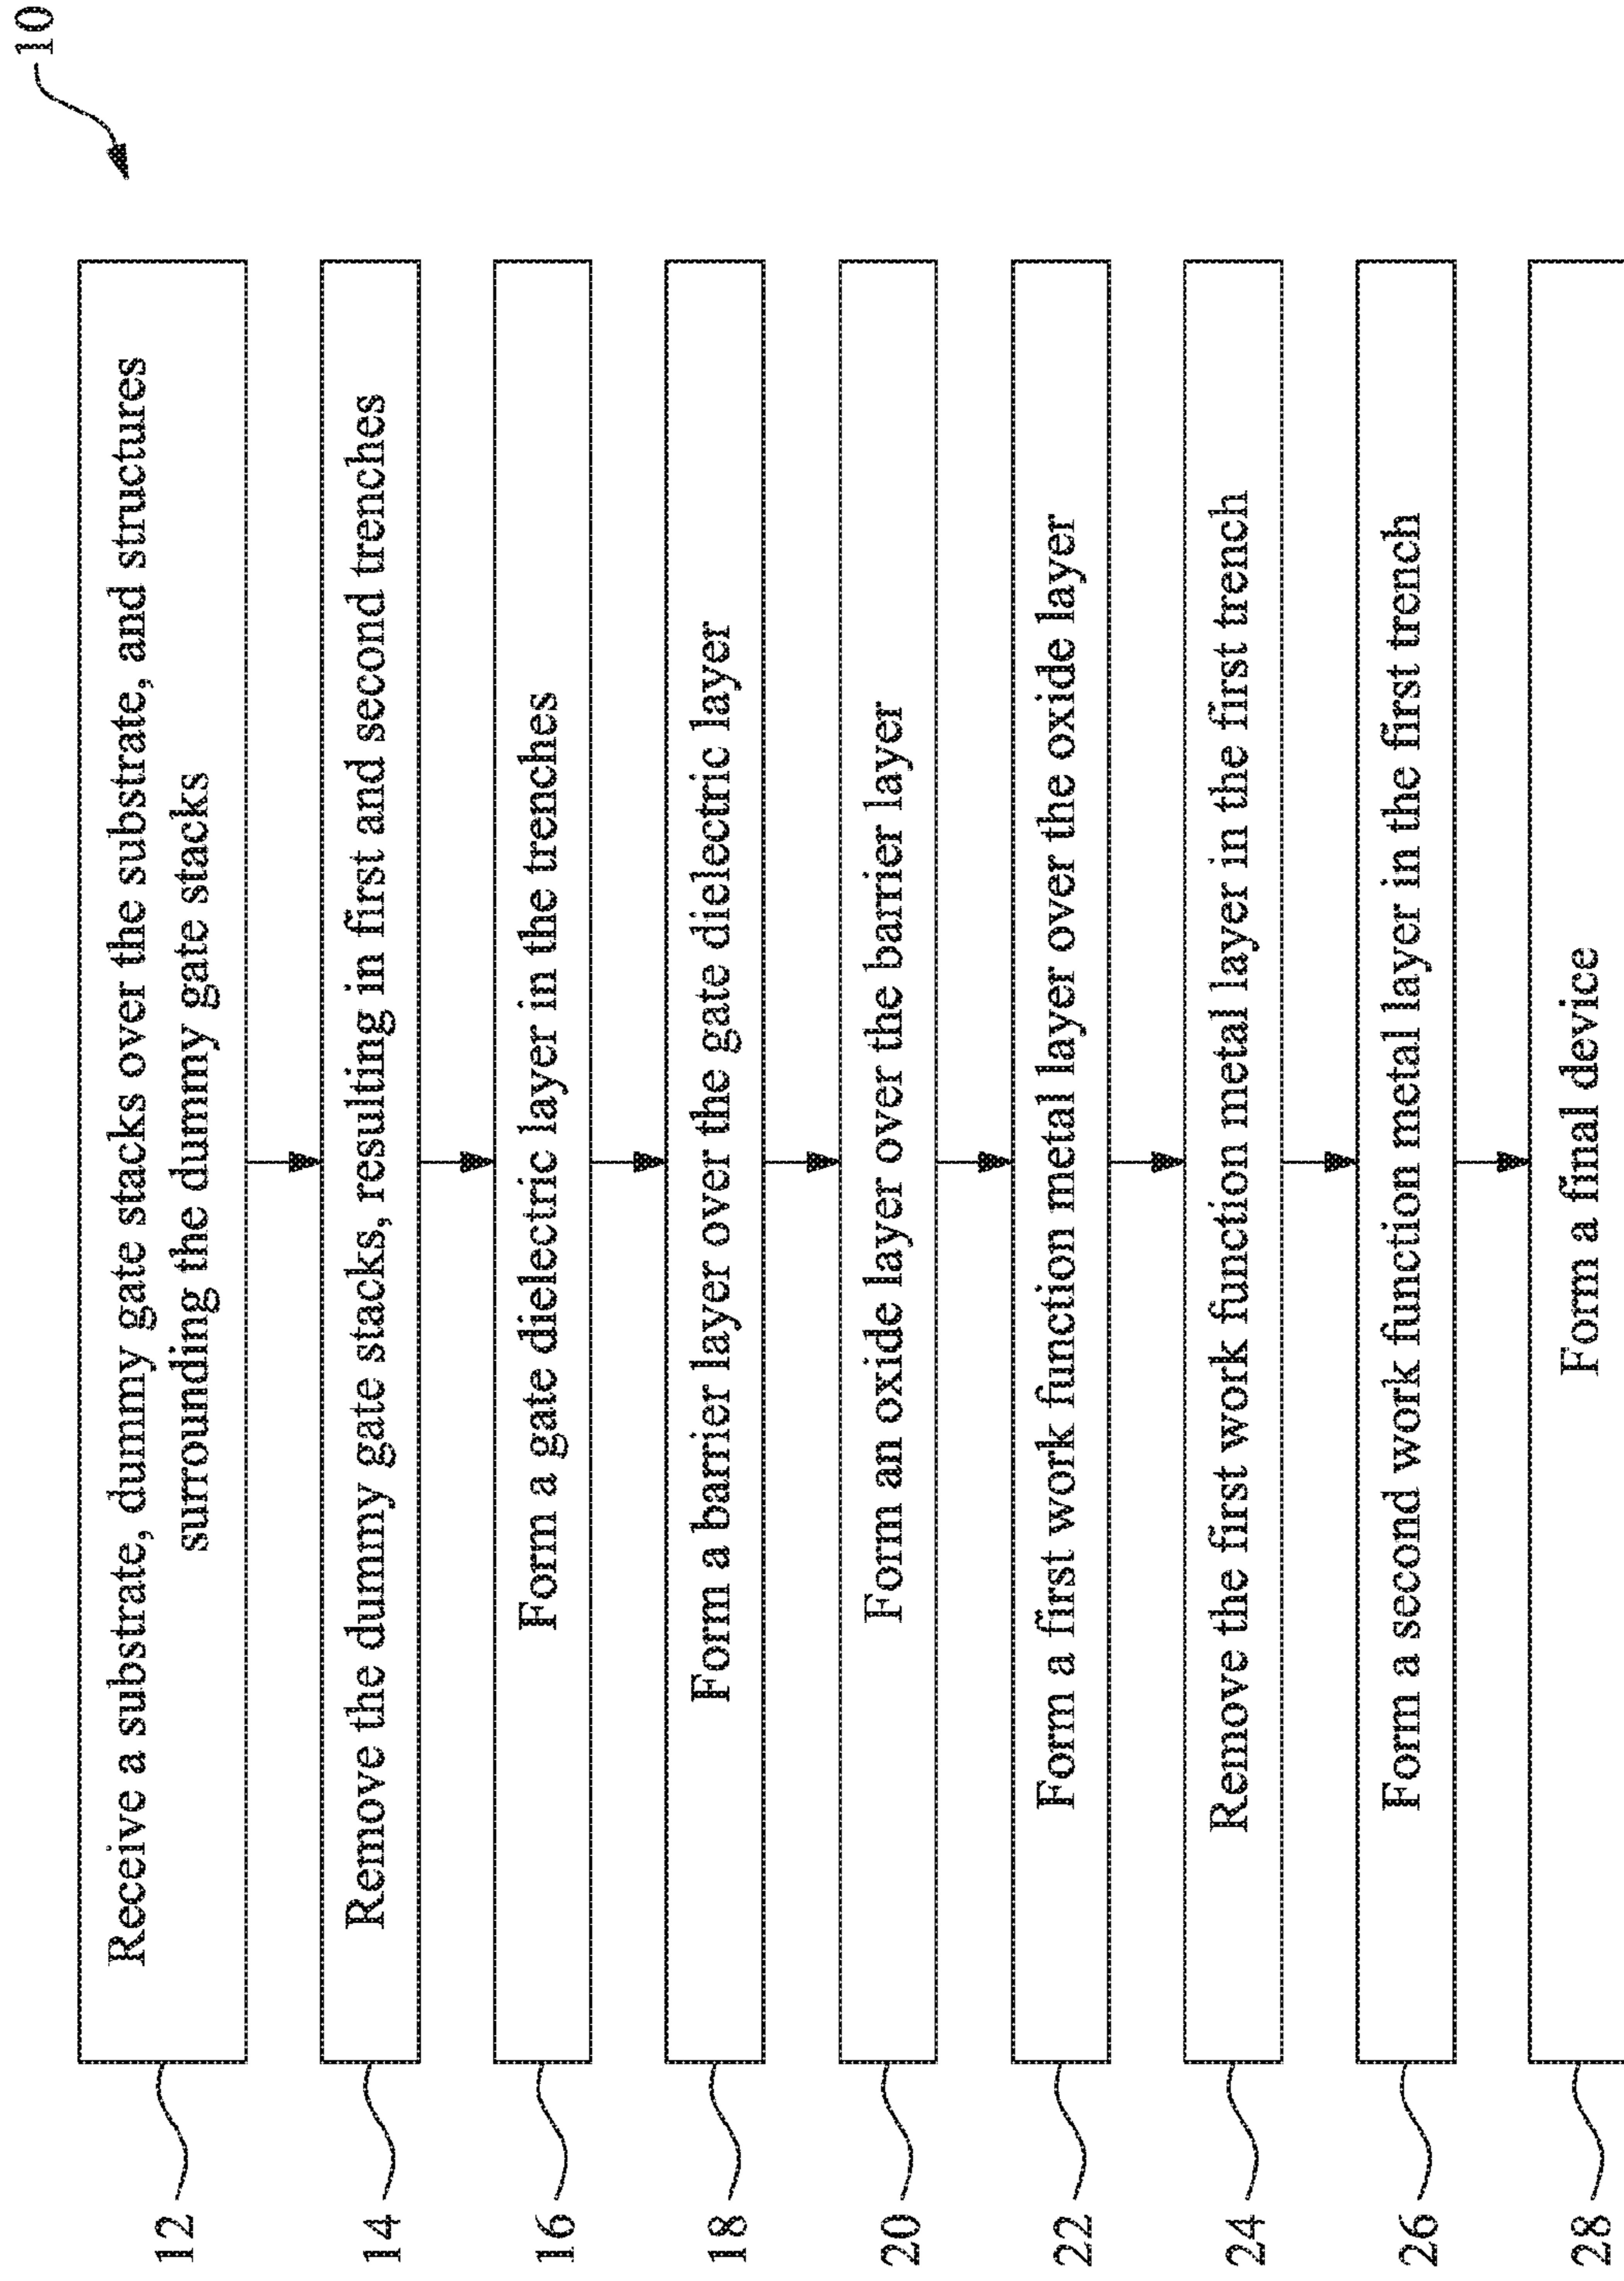 10
12
Receive a substrate, dummy gate stacks over the substrate, and structures
surrounding the dummy gate stacks
14
Remove the dummy gate stacks, resulting in first and second trenches
16
Form a gate dielectric layer in the trenches
18
Form a barrier layer over the gate dielectric layer
20
Form an oxide layer over the barrier layer
22
Form a first work function metal layer over the oxide layer
24
Remove the first work function metal layer in the first trench
26
Form a second work function metal layer in the first trench
28
Form a final device